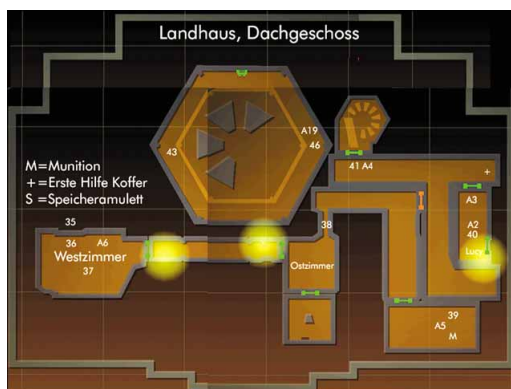 Landhaus, Dachgeschoss
A19
43
46
41 A4
+
M=Munition
+=Erste Hilfe Koffer
S =Speicheramulett
A3
A2
40
35
38
36 A6
Westzimmer
37
Ostzimmer
Lucy
39
A5
M